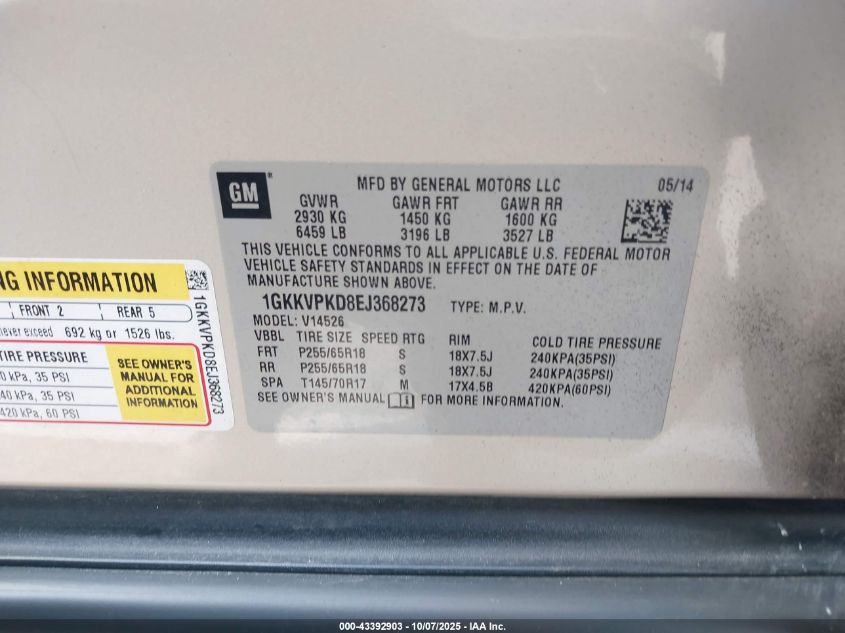 GM
MFD BY GENERAL MOTORS LLC 05/14
GVWR GAWR FRT GAWR RR
2930 KG 1450 KG 1600 KG
6459 LB 3196 LB 3527 LB
THIS VEHICLE CONFORMS TO ALL APPLICABLE U.S. FEDERAL MOTOR
VEHICLE SAFETY STANDARDS IN EFFECT ON THE DATE OF
MANUFACTURE SHOWN ABOVE.
1GKKVPKD8EJ368273 TYPE: M.P.V.
MODEL: V14526
VBBL TIRE SIZE SPEED RTG RIM COLD TIRE PRESSURE
FRT P255/65R18 S 18X7.5J 240KPA(35PSI)
RR P255/65R18 S 18X7.5J 240KPA(35PSI)
SPA T145/70R17 M 17X4.5B 420KPA(60PSI)
SEE OWNER'S MANUAL FOR MORE INFORMATION.
NG INFORMATION
FRONT 2 REAR 5
never exceed 692 kg or 1526 lbs.
TIRE PRESSURE
0 kPa, 35 PSI
40 kPa, 35 PSI
420 kPa, 60 PSI
SEE OWNER'S
MANUAL FOR
ADDITIONAL
INFORMATION
1GKKVPKD8EJ368273
000-43392903 - 10/07/2025 - IAA Inc.